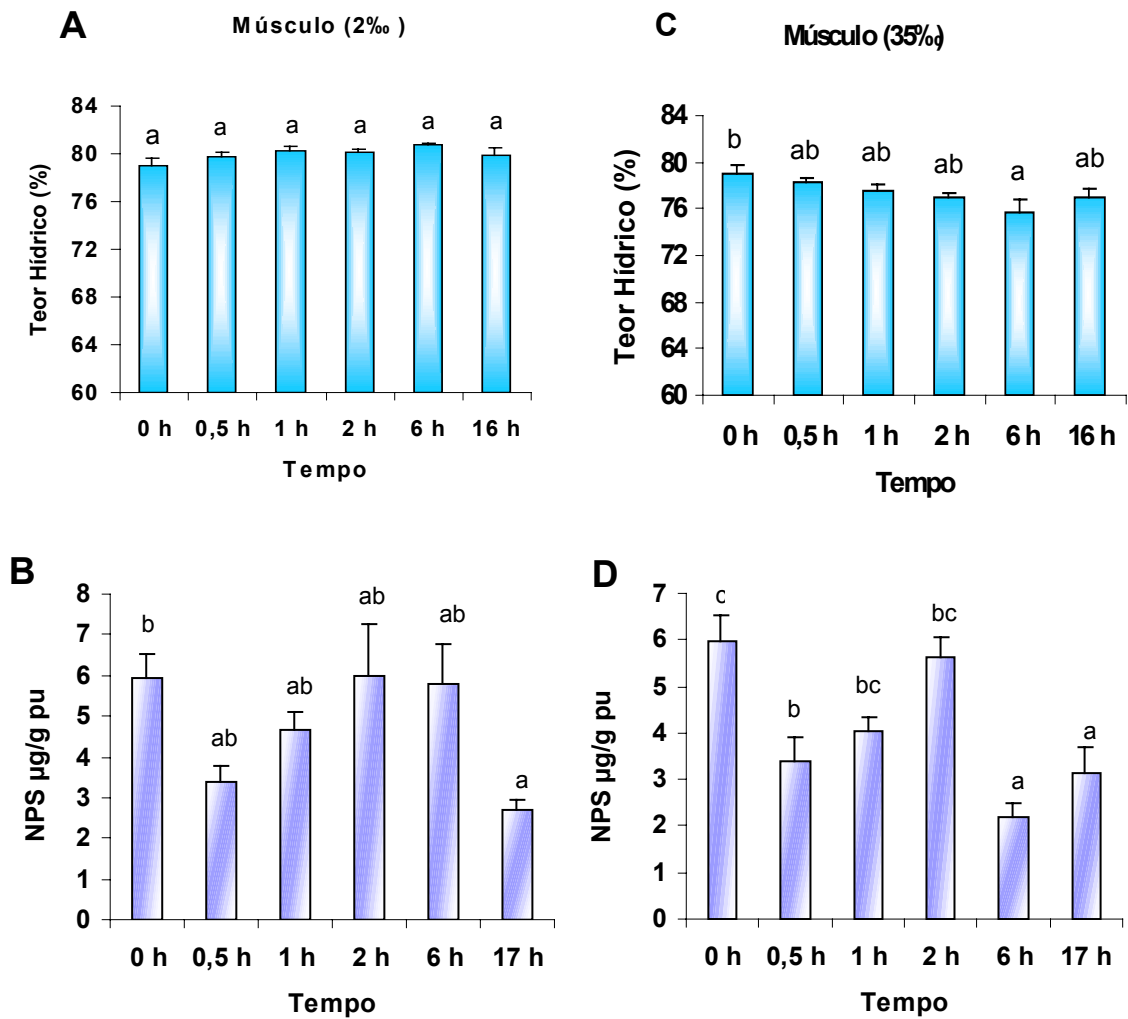 A
Músculo (2‰ )
Teor Hídrico (%)
84
80
76
72
68
64
60
a a a a a a
0 h 0,5 h 1 h 2 h 6 h 16 h
Tempo
C
Músculo (35‰)
Teor Hídrico (%)
84
80
76
72
68
64
60
b ab ab ab a ab
0 h 0,5 h 1 h 2 h 6 h 16 h
Tempo
B
NPS µg/g pu
8
7
6
5
4
3
2
1
0
b ab ab ab ab a
0 h 0,5 h 1 h 2 h 6 h 17 h
Tempo
D
NPS µg/g pu
7
6
5
4
3
2
1
0
c b bc bc a a
0 h 0,5 h 1 h 2 h 6 h 17 h
Tempo